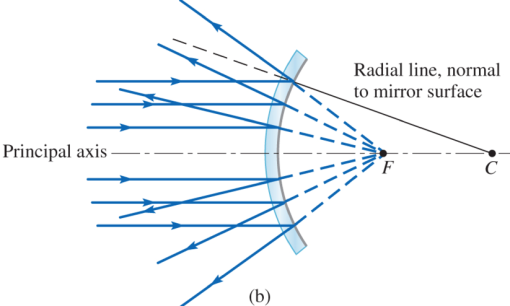 Radial line, normal
to mirror surface
Principal axis
F
C
(b)